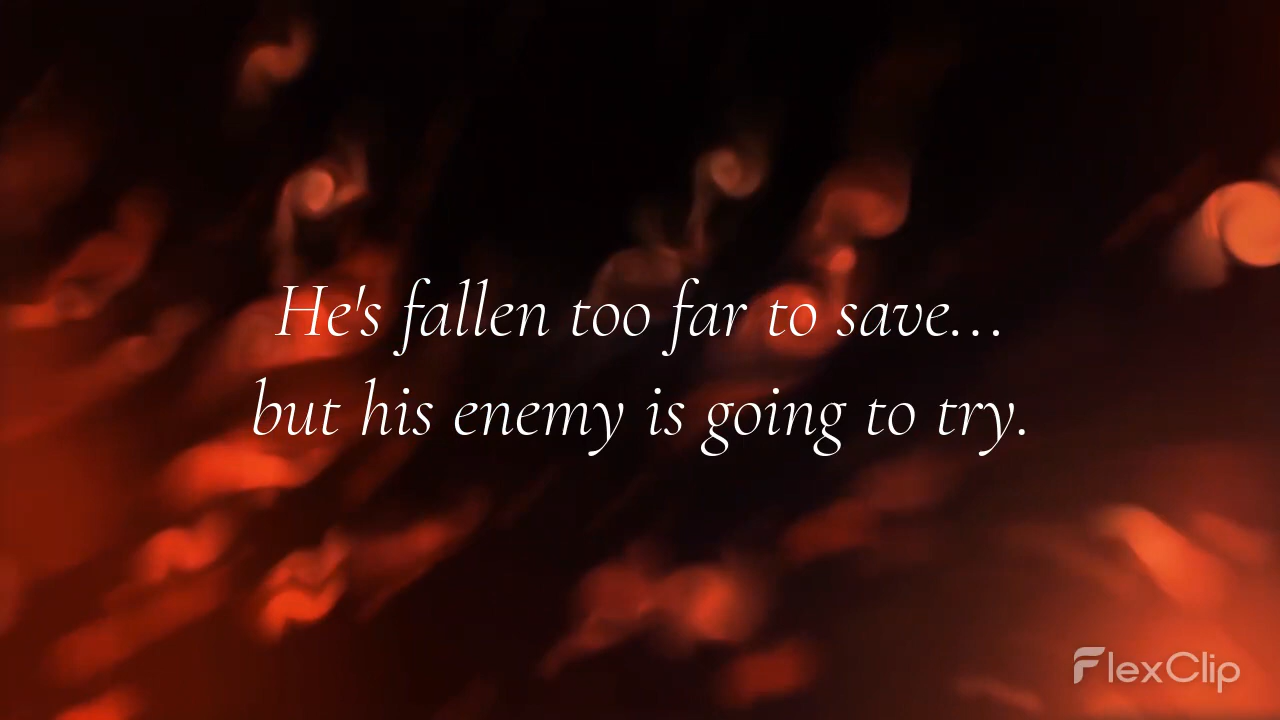 He's fallen too far to save...
but his enemy is going to try.
FlexClip